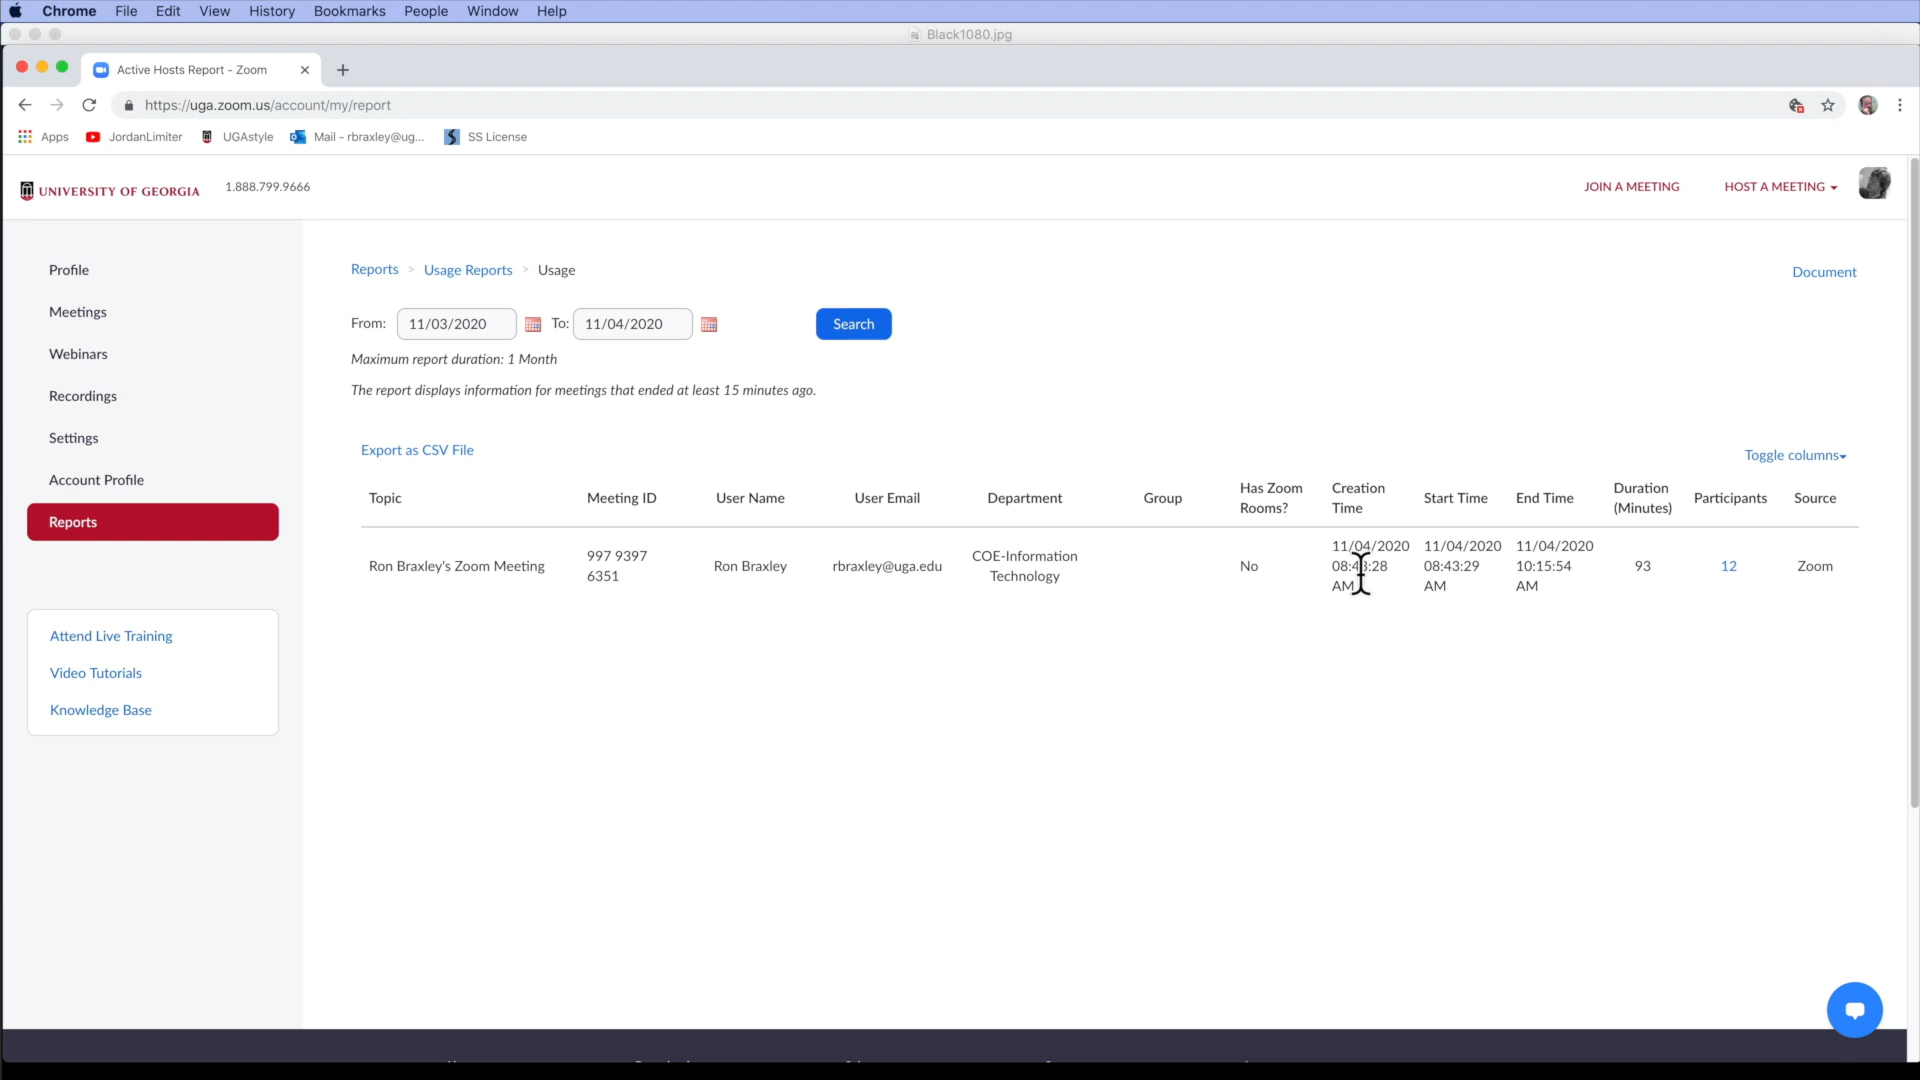 Chrome File Edit View History Bookmarks People Window Help
Black1080.jpg
Active Hosts Report - Zoom
https://uga.zoom.us/account/my/report
Apps JordanLimiter UGAstyle Mail - rbraxley@ug... SS License
UNIVERSITY OF GEORGIA 1.888.799.9666 JOIN A MEETING HOST A MEETING
Profile
Meetings
Webinars
Recordings
Settings
Account Profile
Reports
Attend Live Training
Video Tutorials
Knowledge Base
Reports > Usage Reports > Usage
Document
From: 11/03/2020 To: 11/04/2020 Search
Maximum report duration: 1 Month
The report displays information for meetings that ended at least 15 minutes ago.
Export as CSV File
Toggle columns
Topic Meeting ID User Name User Email Department Group Has Zoom Rooms? Creation Time Start Time End Time Duration (Minutes) Participants Source
Ron Braxley's Zoom Meeting
997 9397
6351
Ron Braxley
rbraxley@uga.edu
COE-Information
Technology
No
11/04/2020
08:43:28
AM
11/04/2020
08:43:29
AM
11/04/2020
10:15:54
AM
93
12
Zoom